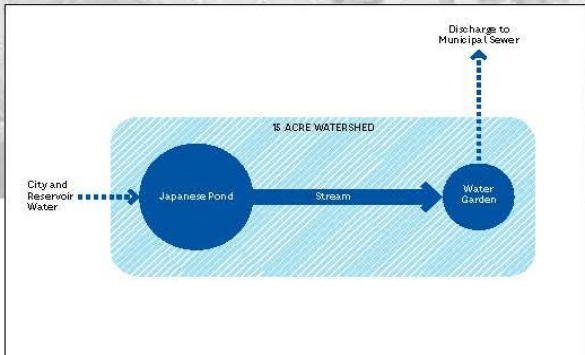 Discharge to
Municipal Sewer
15 ACRE WATERSHED
City and
Reservoir
Water
Japanese Pond
Stream
Water
Garden